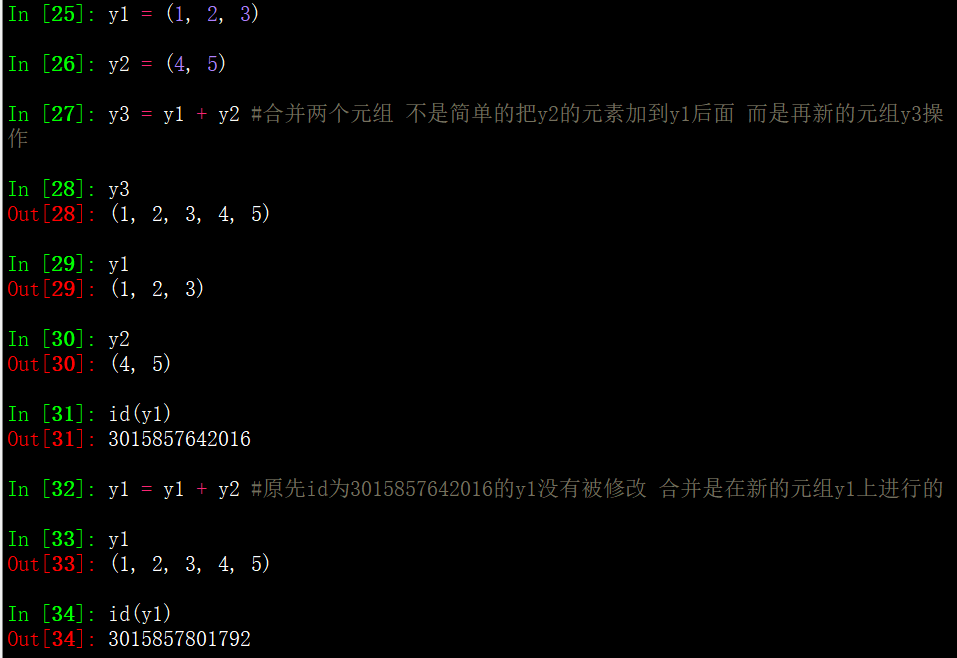 In [25]: y1 = (1, 2, 3)
In [26]: y2 = (4, 5)
In [27]: y3 = y1 + y2 #合并两个元组 不是简单的把y2的元素加到y1后面 而是再新的元组y3操
作
In [28]: y3
Out[28]: (1, 2, 3, 4, 5)
In [29]: y1
Out[29]: (1, 2, 3)
In [30]: y2
Out[30]: (4, 5)
In [31]: id(y1)
Out[31]: 3015857642016
In [32]: y1 = y1 + y2 #原先id为3015857642016的y1没有被修改 合并是在新的元组y1上进行的
In [33]: y1
Out[33]: (1, 2, 3, 4, 5)
In [34]: id(y1)
Out[34]: 3015857801792